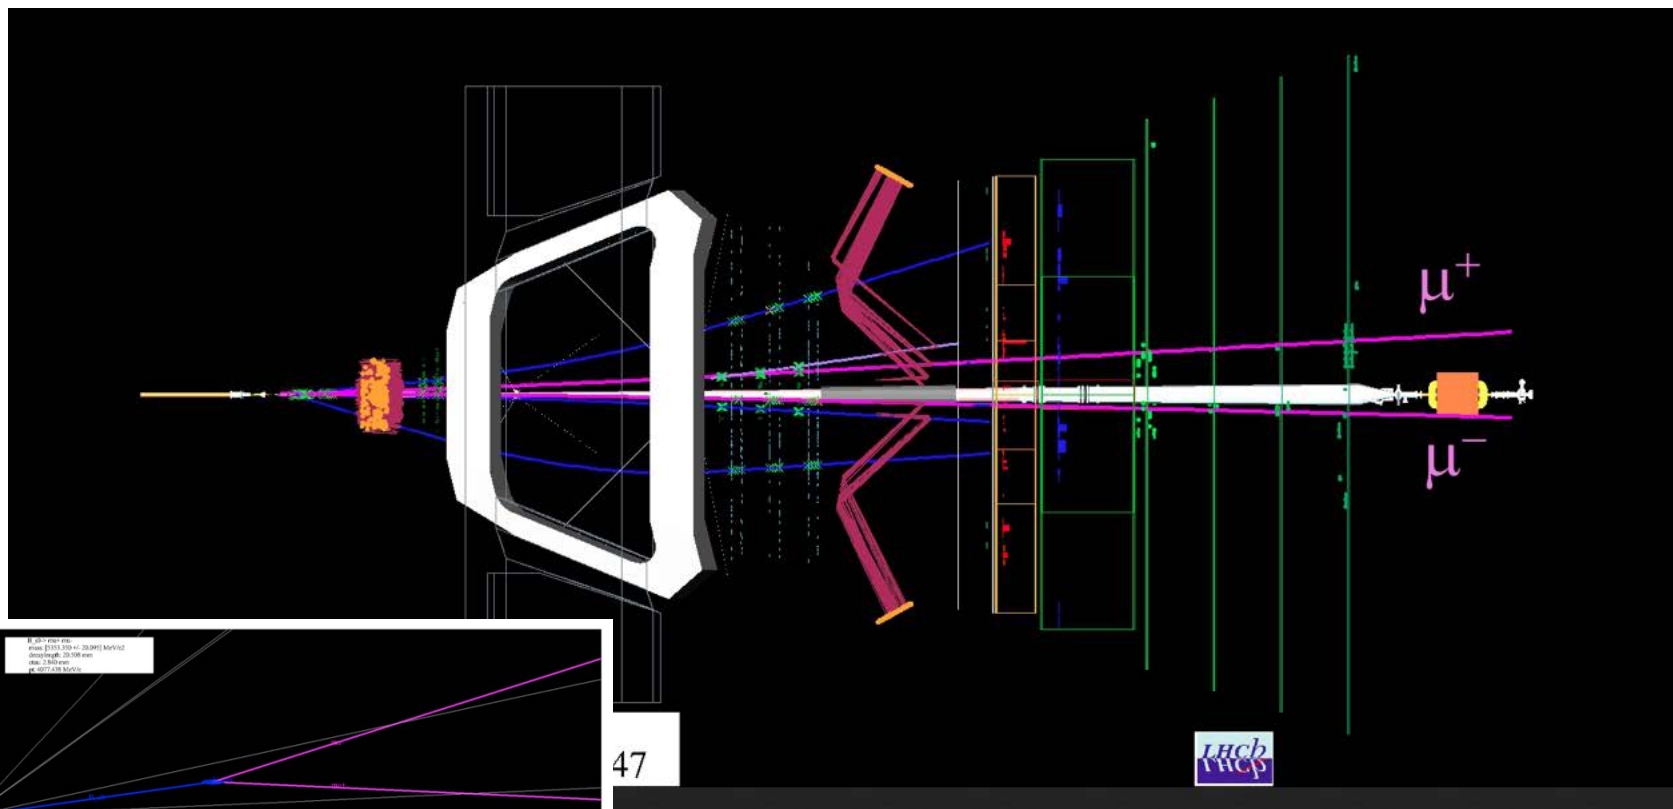 μ⁺
μ⁻
B_s0-> mu+ mu-
mass: [5353.350 +/- 20.095] MeV/c2
decaylength: 20.508 mm
ctau: 2.840 mm
pt: 4077.438 MeV/c
47
LHCb